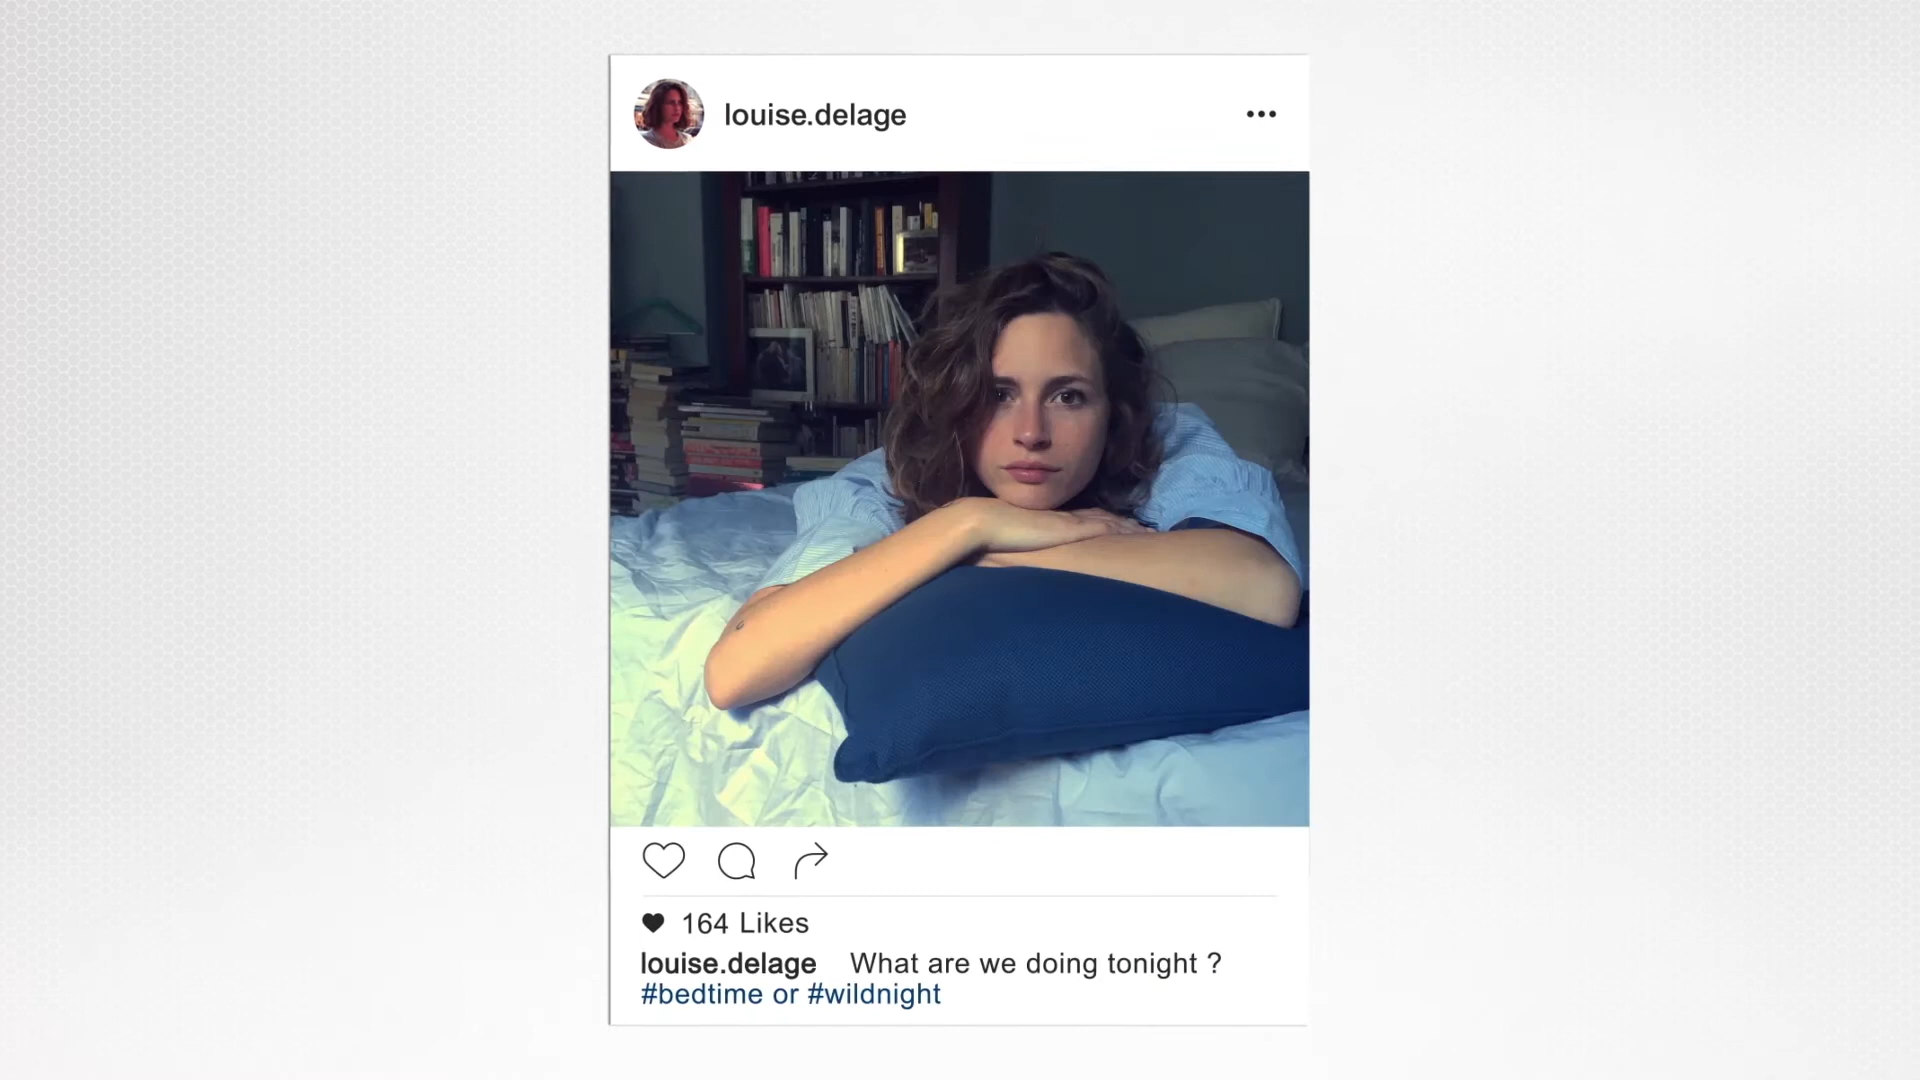 louise.delage
164 Likes
louise.delage What are we doing tonight ?
#bedtime or #wildnight